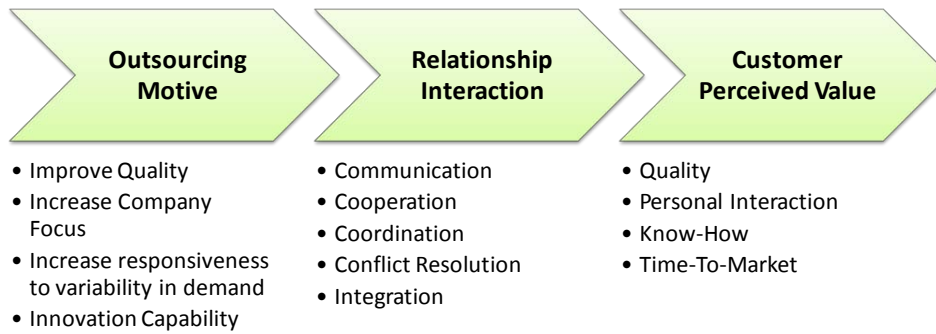 Outsourcing
Motive
Relationship
Interaction
Customer
Perceived Value
• Improve Quality
• Increase Company
Focus
• Increase responsiveness
to variability in demand
• Innovation Capability
• Communication
• Cooperation
• Coordination
• Conflict Resolution
• Integration
• Quality
• Personal Interaction
• Know-How
• Time-To-Market